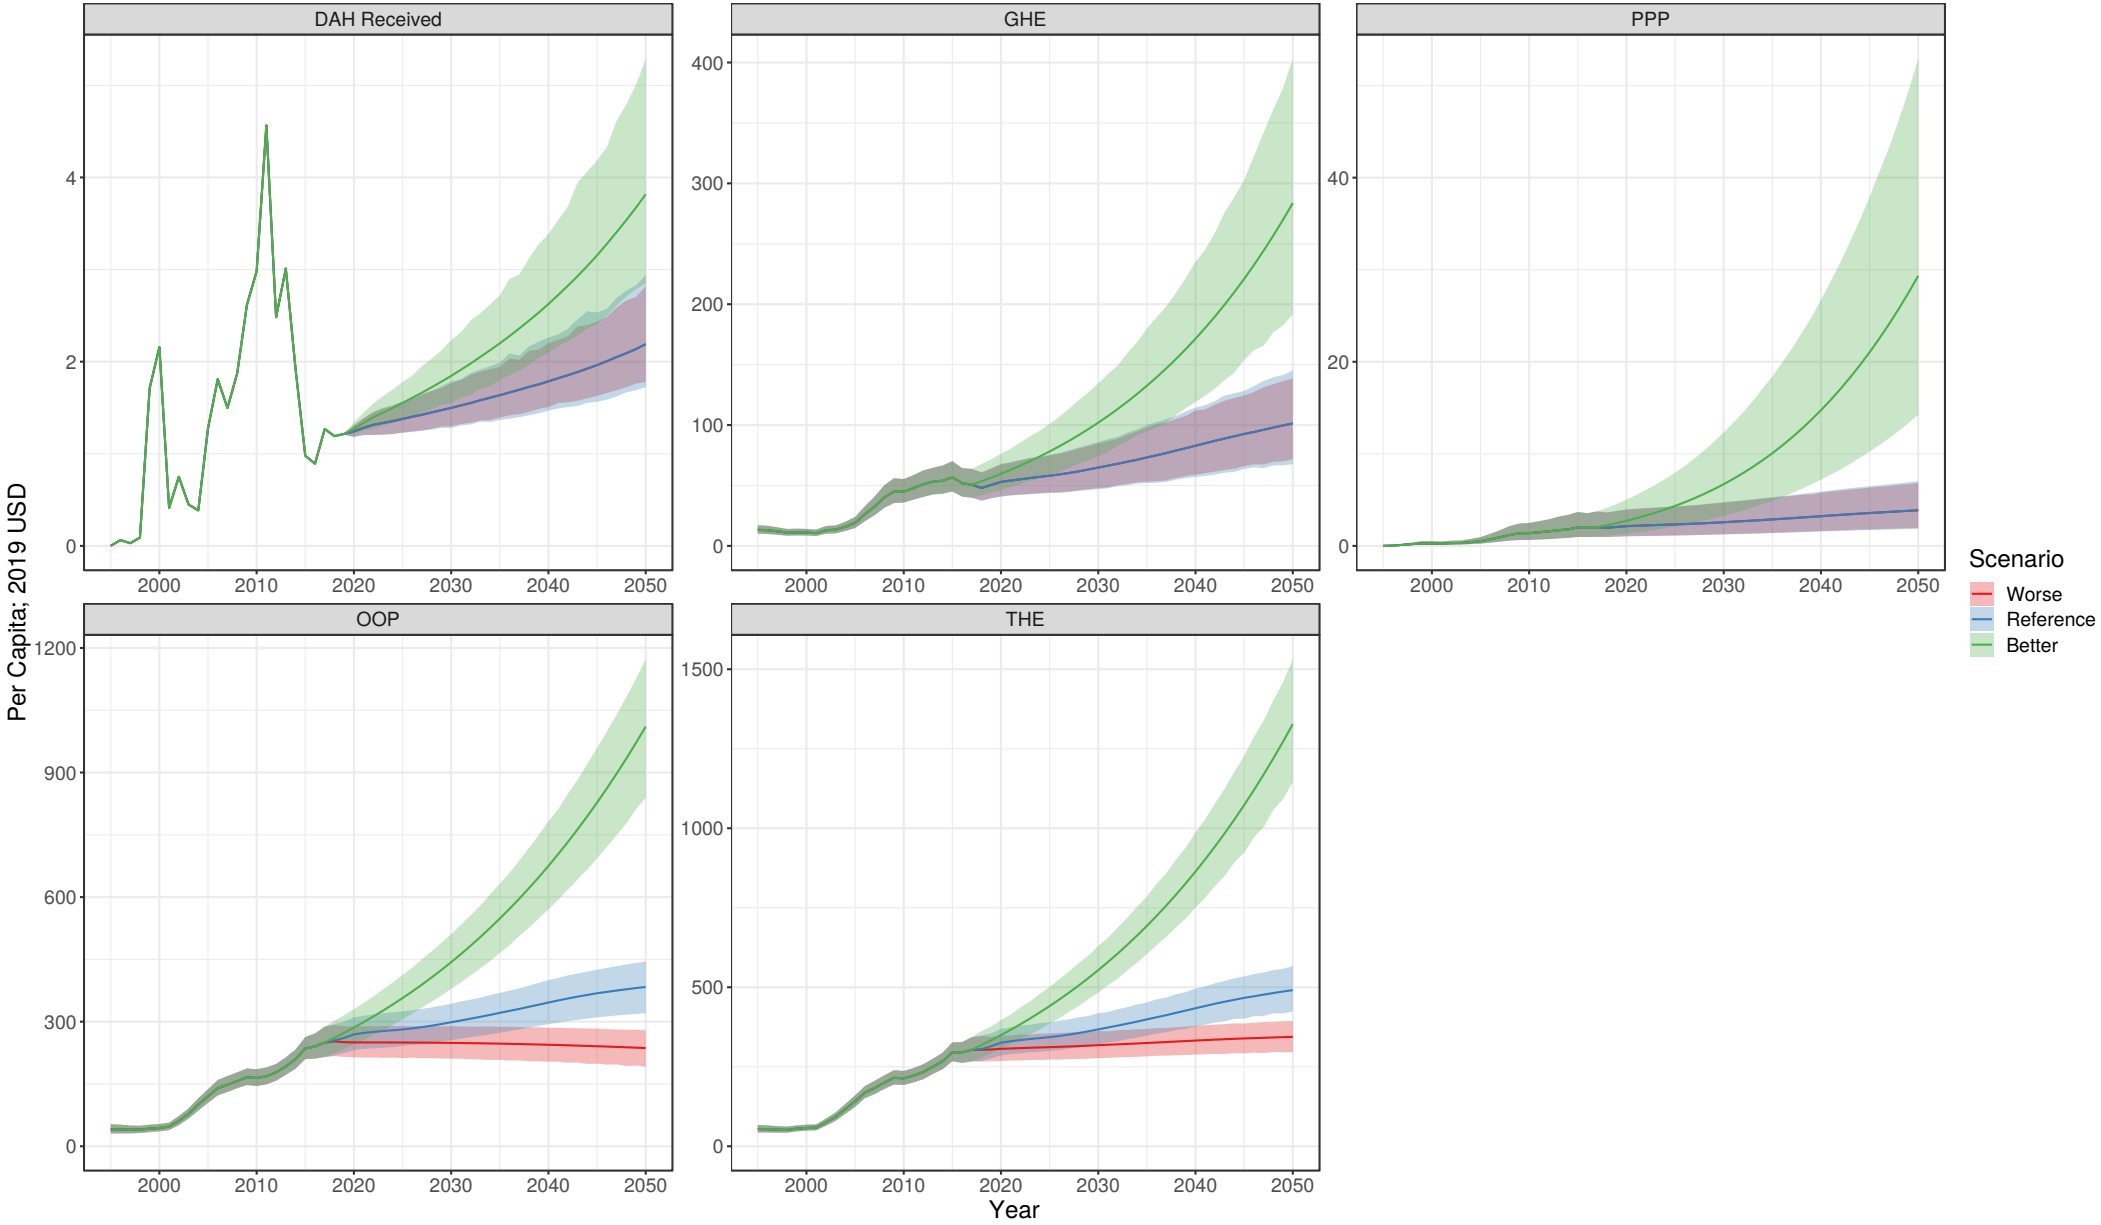 DAH Received
GHE
PPP
0
2
4
0
100
200
300
400
0
20
40
2000 2010 2020 2030 2040 2050
2000 2010 2020 2030 2040 2050
2000 2010 2020 2030 2040 2050
OOP
THE
0
300
600
900
1200
0
500
1000
1500
2000 2010 2020 2030 2040 2050
2000 2010 2020 2030 2040 2050
Year
Per Capita; 2019 USD
Scenario
Worse
Reference
Better